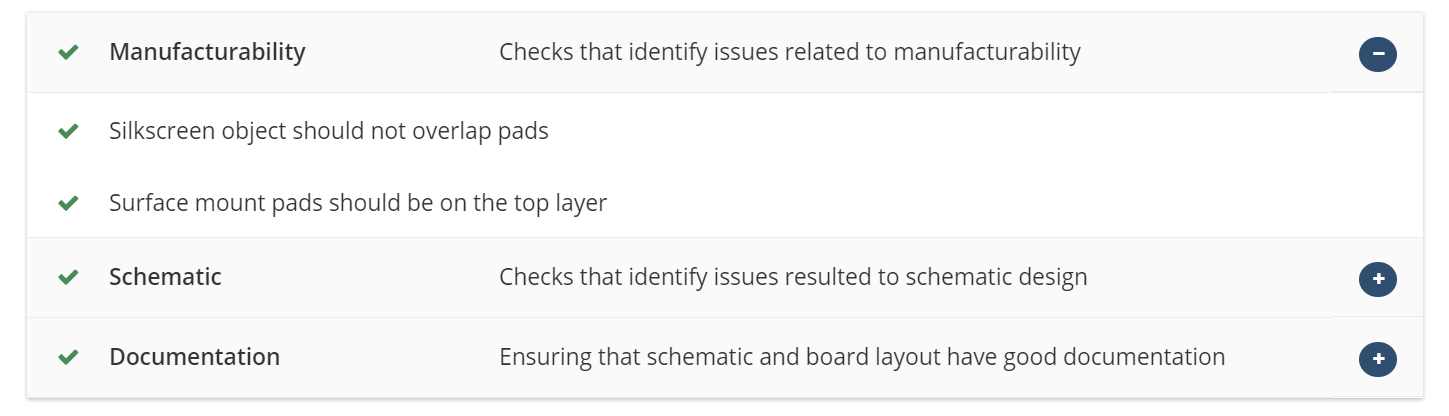 Manufacturability Checks that identify issues related to manufacturability
Silkscreen object should not overlap pads
Surface mount pads should be on the top layer
Schematic Checks that identify issues resulted to schematic design
Documentation Ensuring that schematic and board layout have good documentation